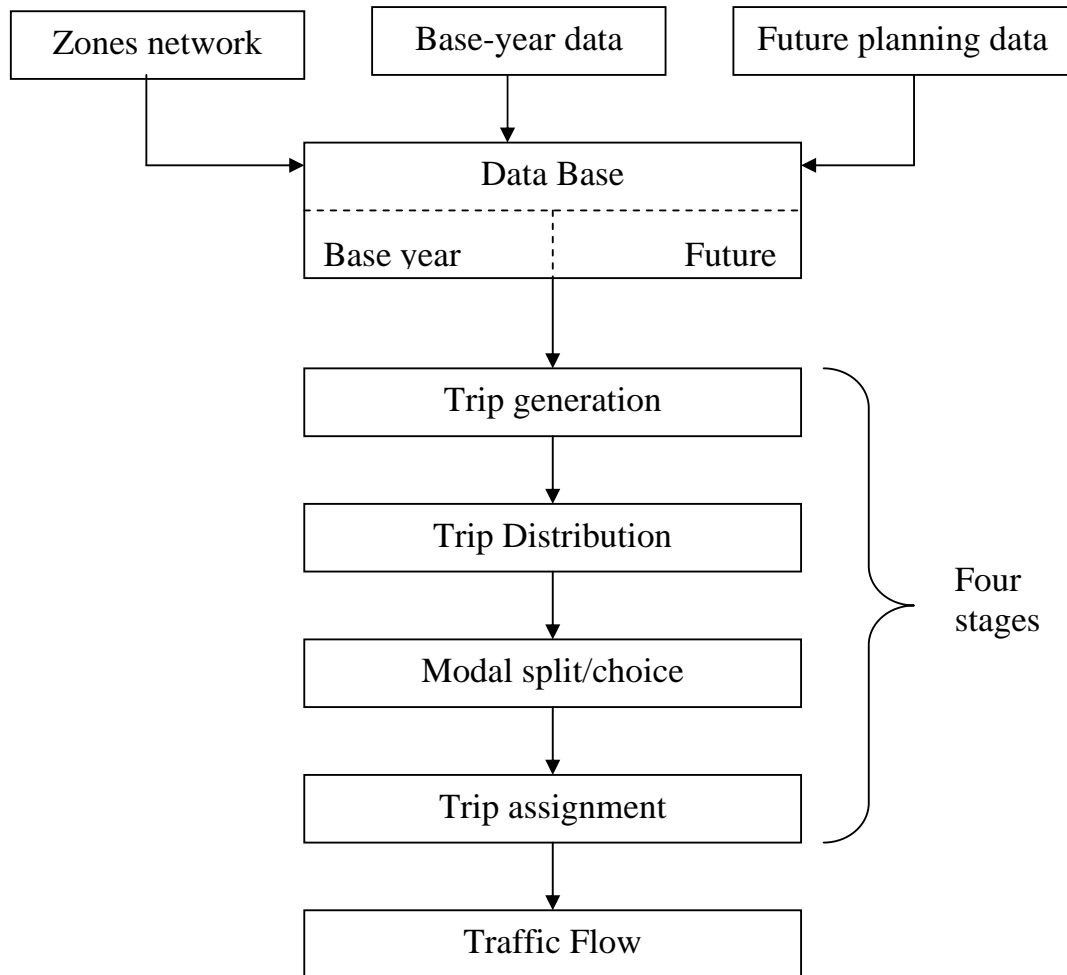 Zones network
Base-year data
Future planning data
Data Base
Base year
Future
Trip generation
Trip Distribution
Modal split/choice
Trip assignment
Four
stages
Traffic Flow